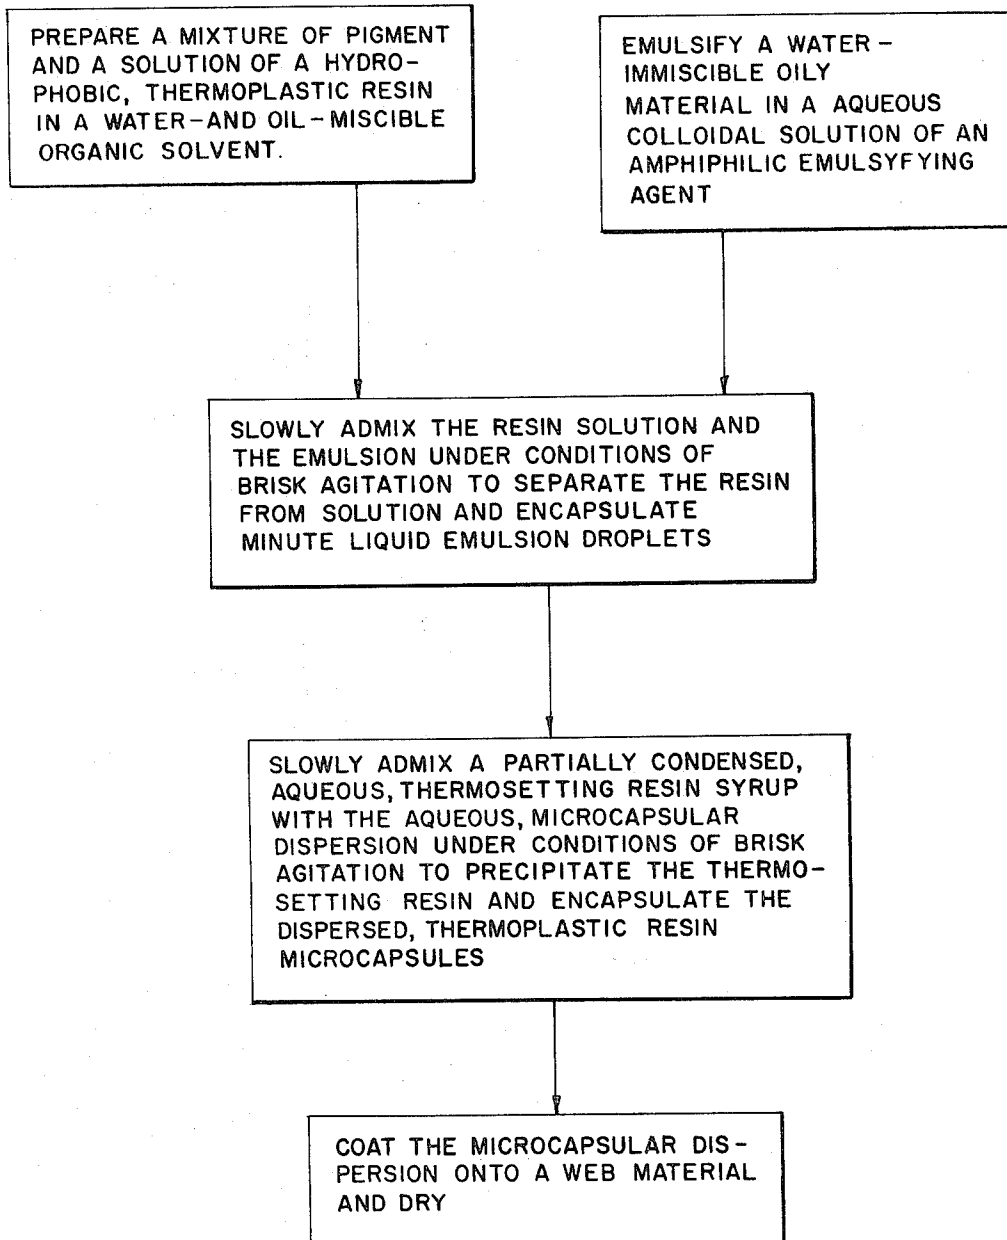 PREPARE A MIXTURE OF PIGMENT
AND A SOLUTION OF A HYDRO-
PHOBIC, THERMOPLASTIC RESIN
IN A WATER-AND OIL-MISCIBLE
ORGANIC SOLVENT.
EMULSIFY A WATER-
IMMISCIBLE OILY
MATERIAL IN A AQUEOUS
COLLOIDAL SOLUTION OF AN
AMPHIPHILIC EMULSYFYING
AGENT
SLOWLY ADMIX THE RESIN SOLUTION AND
THE EMULSION UNDER CONDITIONS OF
BRISK AGITATION TO SEPARATE THE RESIN
FROM SOLUTION AND ENCAPSULATE
MINUTE LIQUID EMULSION DROPLETS
SLOWLY ADMIX A PARTIALLY CONDENSED,
AQUEOUS, THERMOSETTING RESIN SYRUP
WITH THE AQUEOUS, MICROCAPSULAR
DISPERSION UNDER CONDITIONS OF BRISK
AGITATION TO PRECIPITATE THE THERMO-
SETTING RESIN AND ENCAPSULATE THE
DISPERSED, THERMOPLASTIC RESIN
MICROCAPSULES
COAT THE MICROCAPSULAR DIS-
PERSION ONTO A WEB MATERIAL
AND DRY